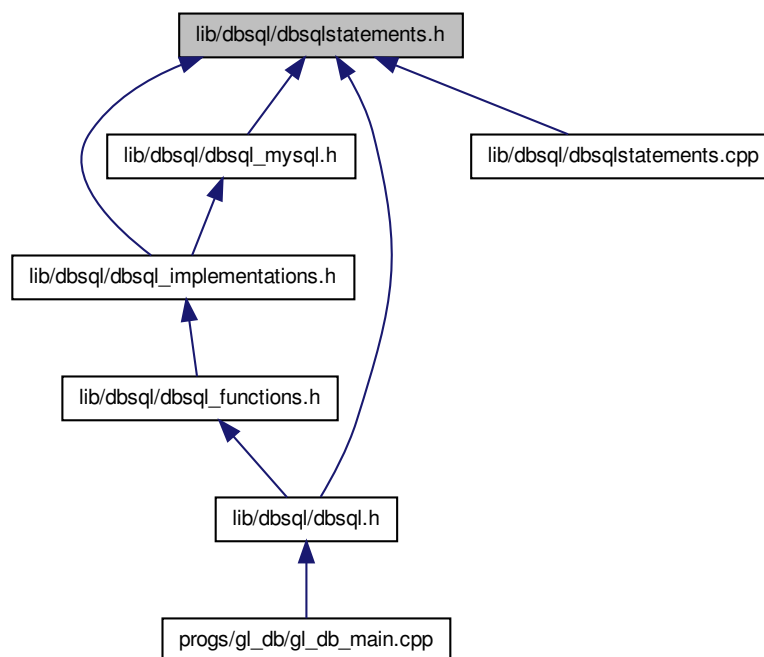 lib/dbsql/dbsqlstatements.h
lib/dbsql/dbsql_mysql.h
lib/dbsql/dbsqlstatements.cpp
lib/dbsql/dbsql_implementations.h
lib/dbsql/dbsql_functions.h
lib/dbsql/dbsql.h
progs/gl_db/gl_db_main.cpp